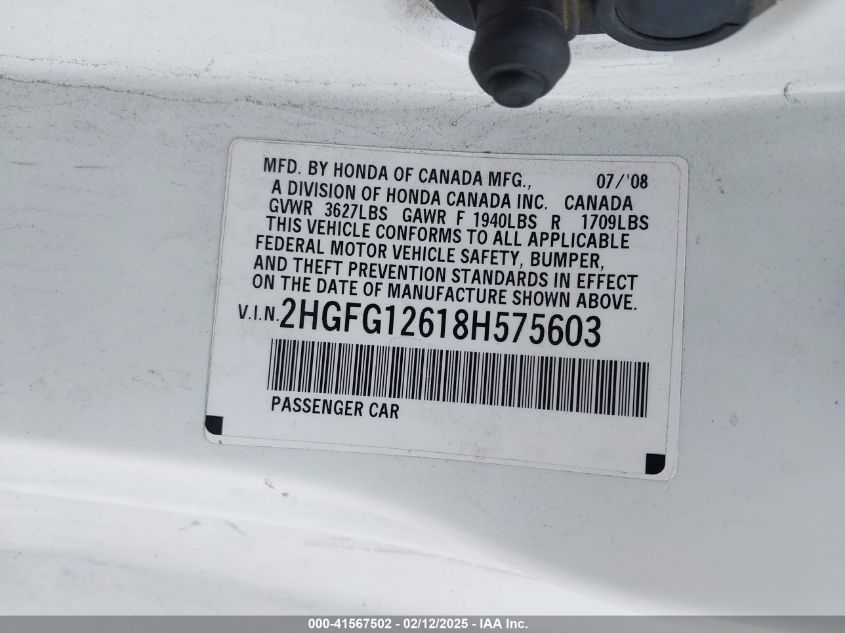 MFD. BY HONDA OF CANADA MFG., 07/'08
A DIVISION OF HONDA CANADA INC. CANADA
GVWR 3627LBS GAWR F 1940LBS R 1709LBS
THIS VEHICLE CONFORMS TO ALL APPLICABLE
FEDERAL MOTOR VEHICLE SAFETY, BUMPER,
AND THEFT PREVENTION STANDARDS IN EFFECT
ON THE DATE OF MANUFACTURE SHOWN ABOVE.
V.I.N. 2HGFG12618H575603
PASSENGER CAR
000-41567502 - 02/12/2025 - IAA Inc.